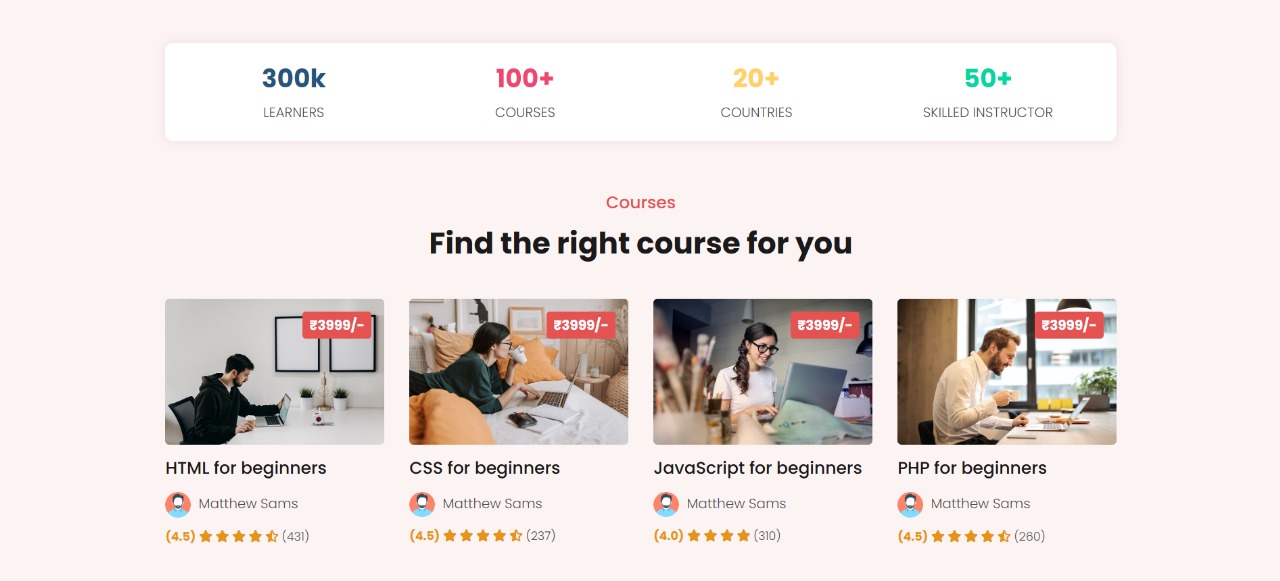 300k 100+ 20+ 50+
LEARNERS COURSES COUNTRIES SKILLED INSTRUCTOR
Courses
Find the right course for you
₹3999/- ₹3999/- ₹3999/- ₹3999/-
HTML for beginners CSS for beginners JavaScript for beginners PHP for beginners
Matthew Sams Matthew Sams Matthew Sams Matthew Sams
(4.5) (431) (4.5) (237) (4.0) (310) (4.5) (260)